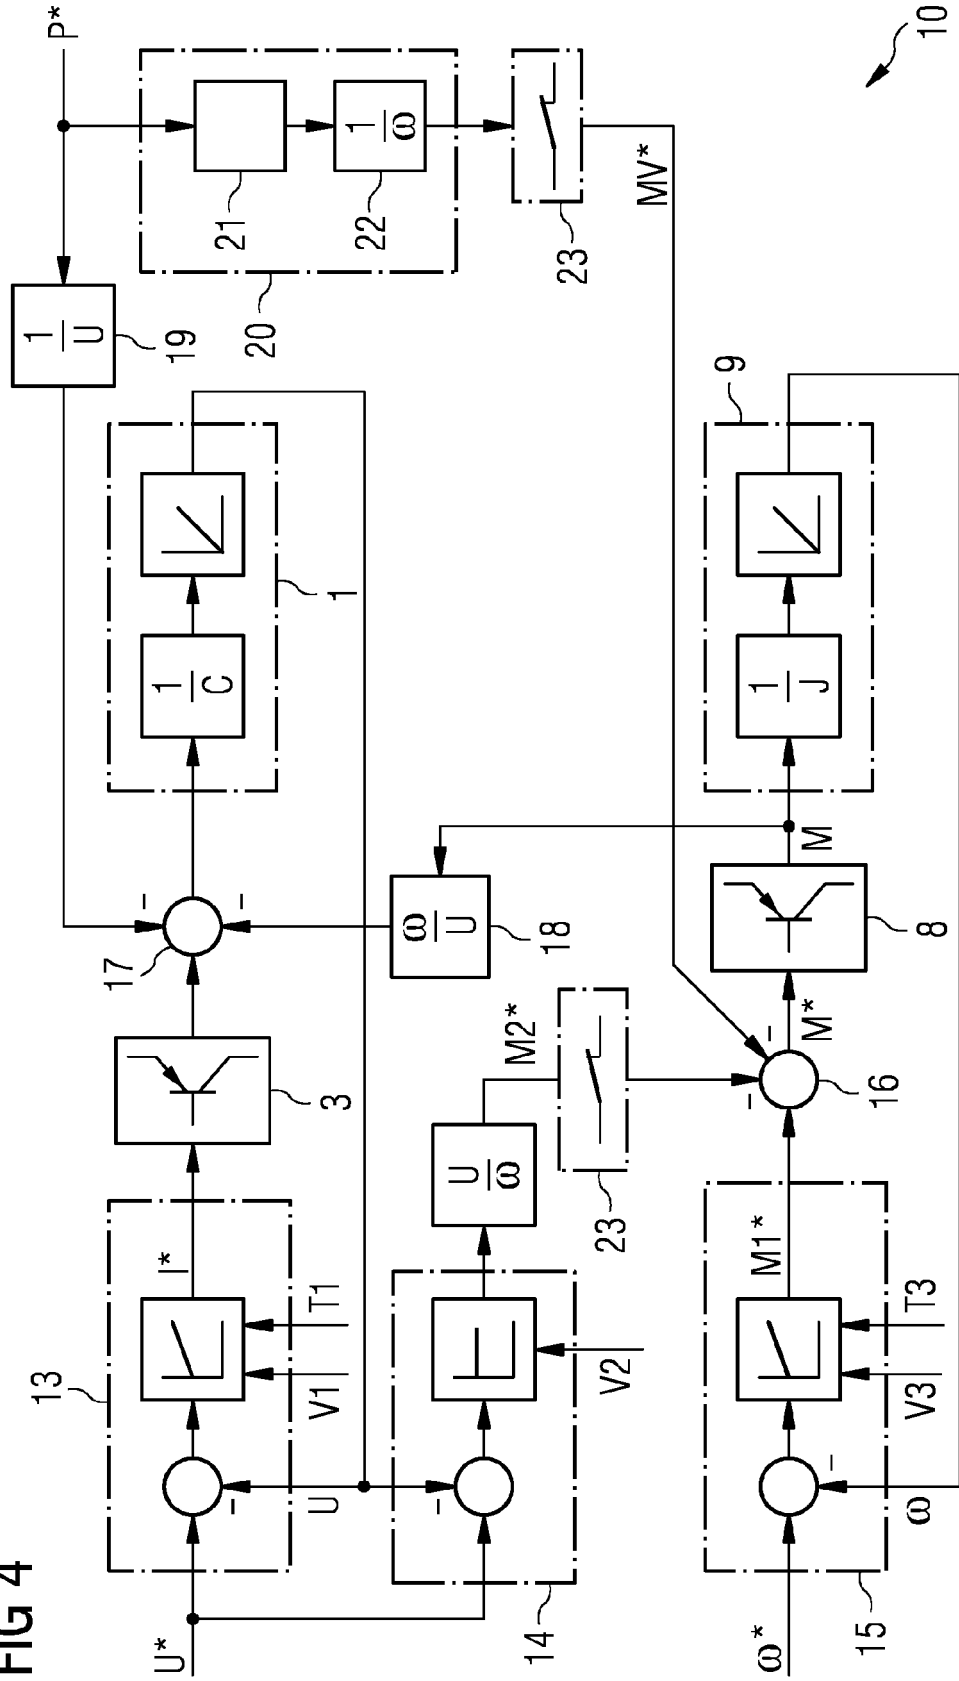 FIG 4
U*
13
V1
T1
I*
3
17
1
C
1
1
U
19
P*
U
14
V2
U
ω
M2*
23
ω
U
18
20
21
1
ω
22
23
MV*
ω*
15
ω
V3
T3
M1*
16
M*
8
M
1
J
9
10